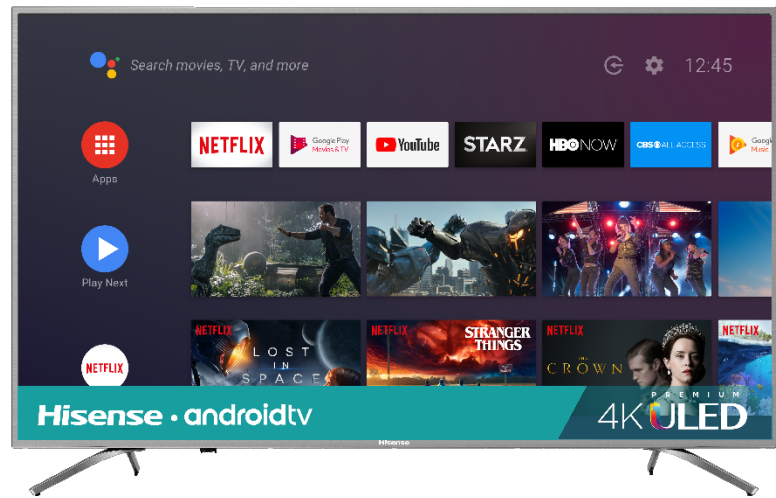 Search movies, TV, and more
12:45
NETFLIX
Google Play
Movies & TV
YouTube
STARZ
HBO NOW
CBS ALL ACCESS
Googl
Music
Apps
Play Next
NETFLIX
LOST
IN
SPACE
NETFLIX
STRANGER
THINGS
NETFLIX
THE
CROWN
NETFLIX
NETFLIX
Hisense • androidtv
PREMIUM
4K ULED
Hisense